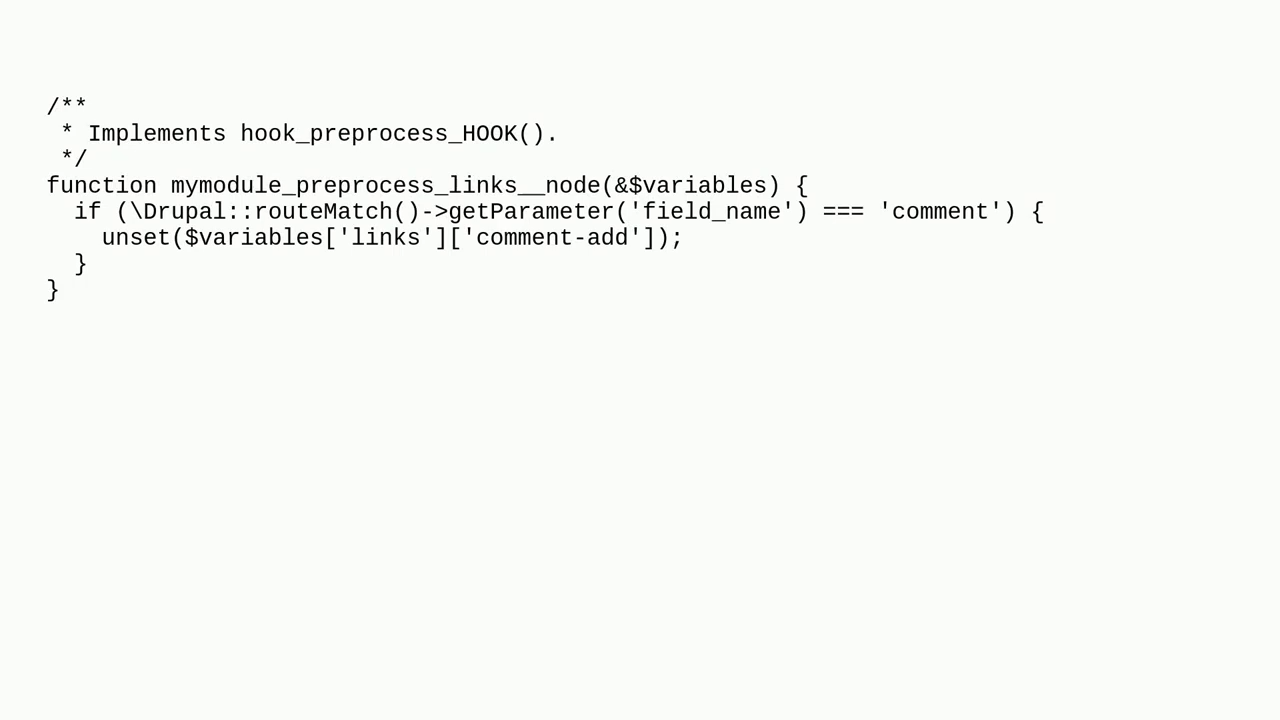 /**
 * Implements hook_preprocess_HOOK().
 */
function mymodule_preprocess_links__node(&$variables) {
  if (\Drupal::routeMatch()->getParameter('field_name') === 'comment') {
    unset($variables['links']['comment-add']);
  }
}